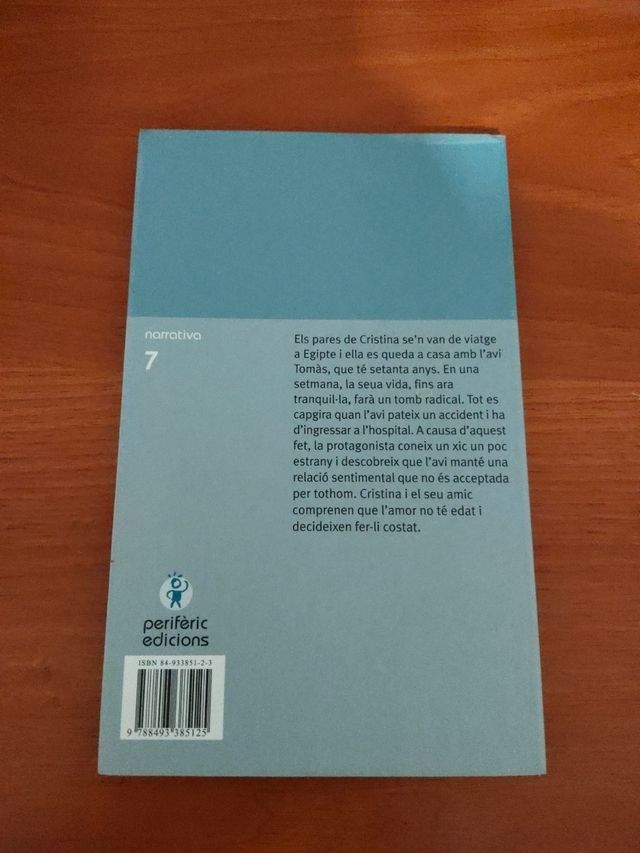 narrativa
7
Els pares de Cristina se'n van de viatge
a Egipte i ella es queda a casa amb l'avi
Tomàs, que té setanta anys. En una
setmana, la seua vida, fins ara
tranquil·la, farà un tomb radical. Tot es
capgira quan l'avi pateix un accident i ha
d'ingressar a l'hospital. A causa d'aquest
fet, la protagonista coneix un xic un poc
estrany i descobreix que l'avi manté una
relació sentimental que no és acceptada
per tothom. Cristina i el seu amic
comprenen que l'amor no té edat i
decideixen fer-li costat.
perifèric
edicions
ISBN 84-933851-2-3
9 788493 385125